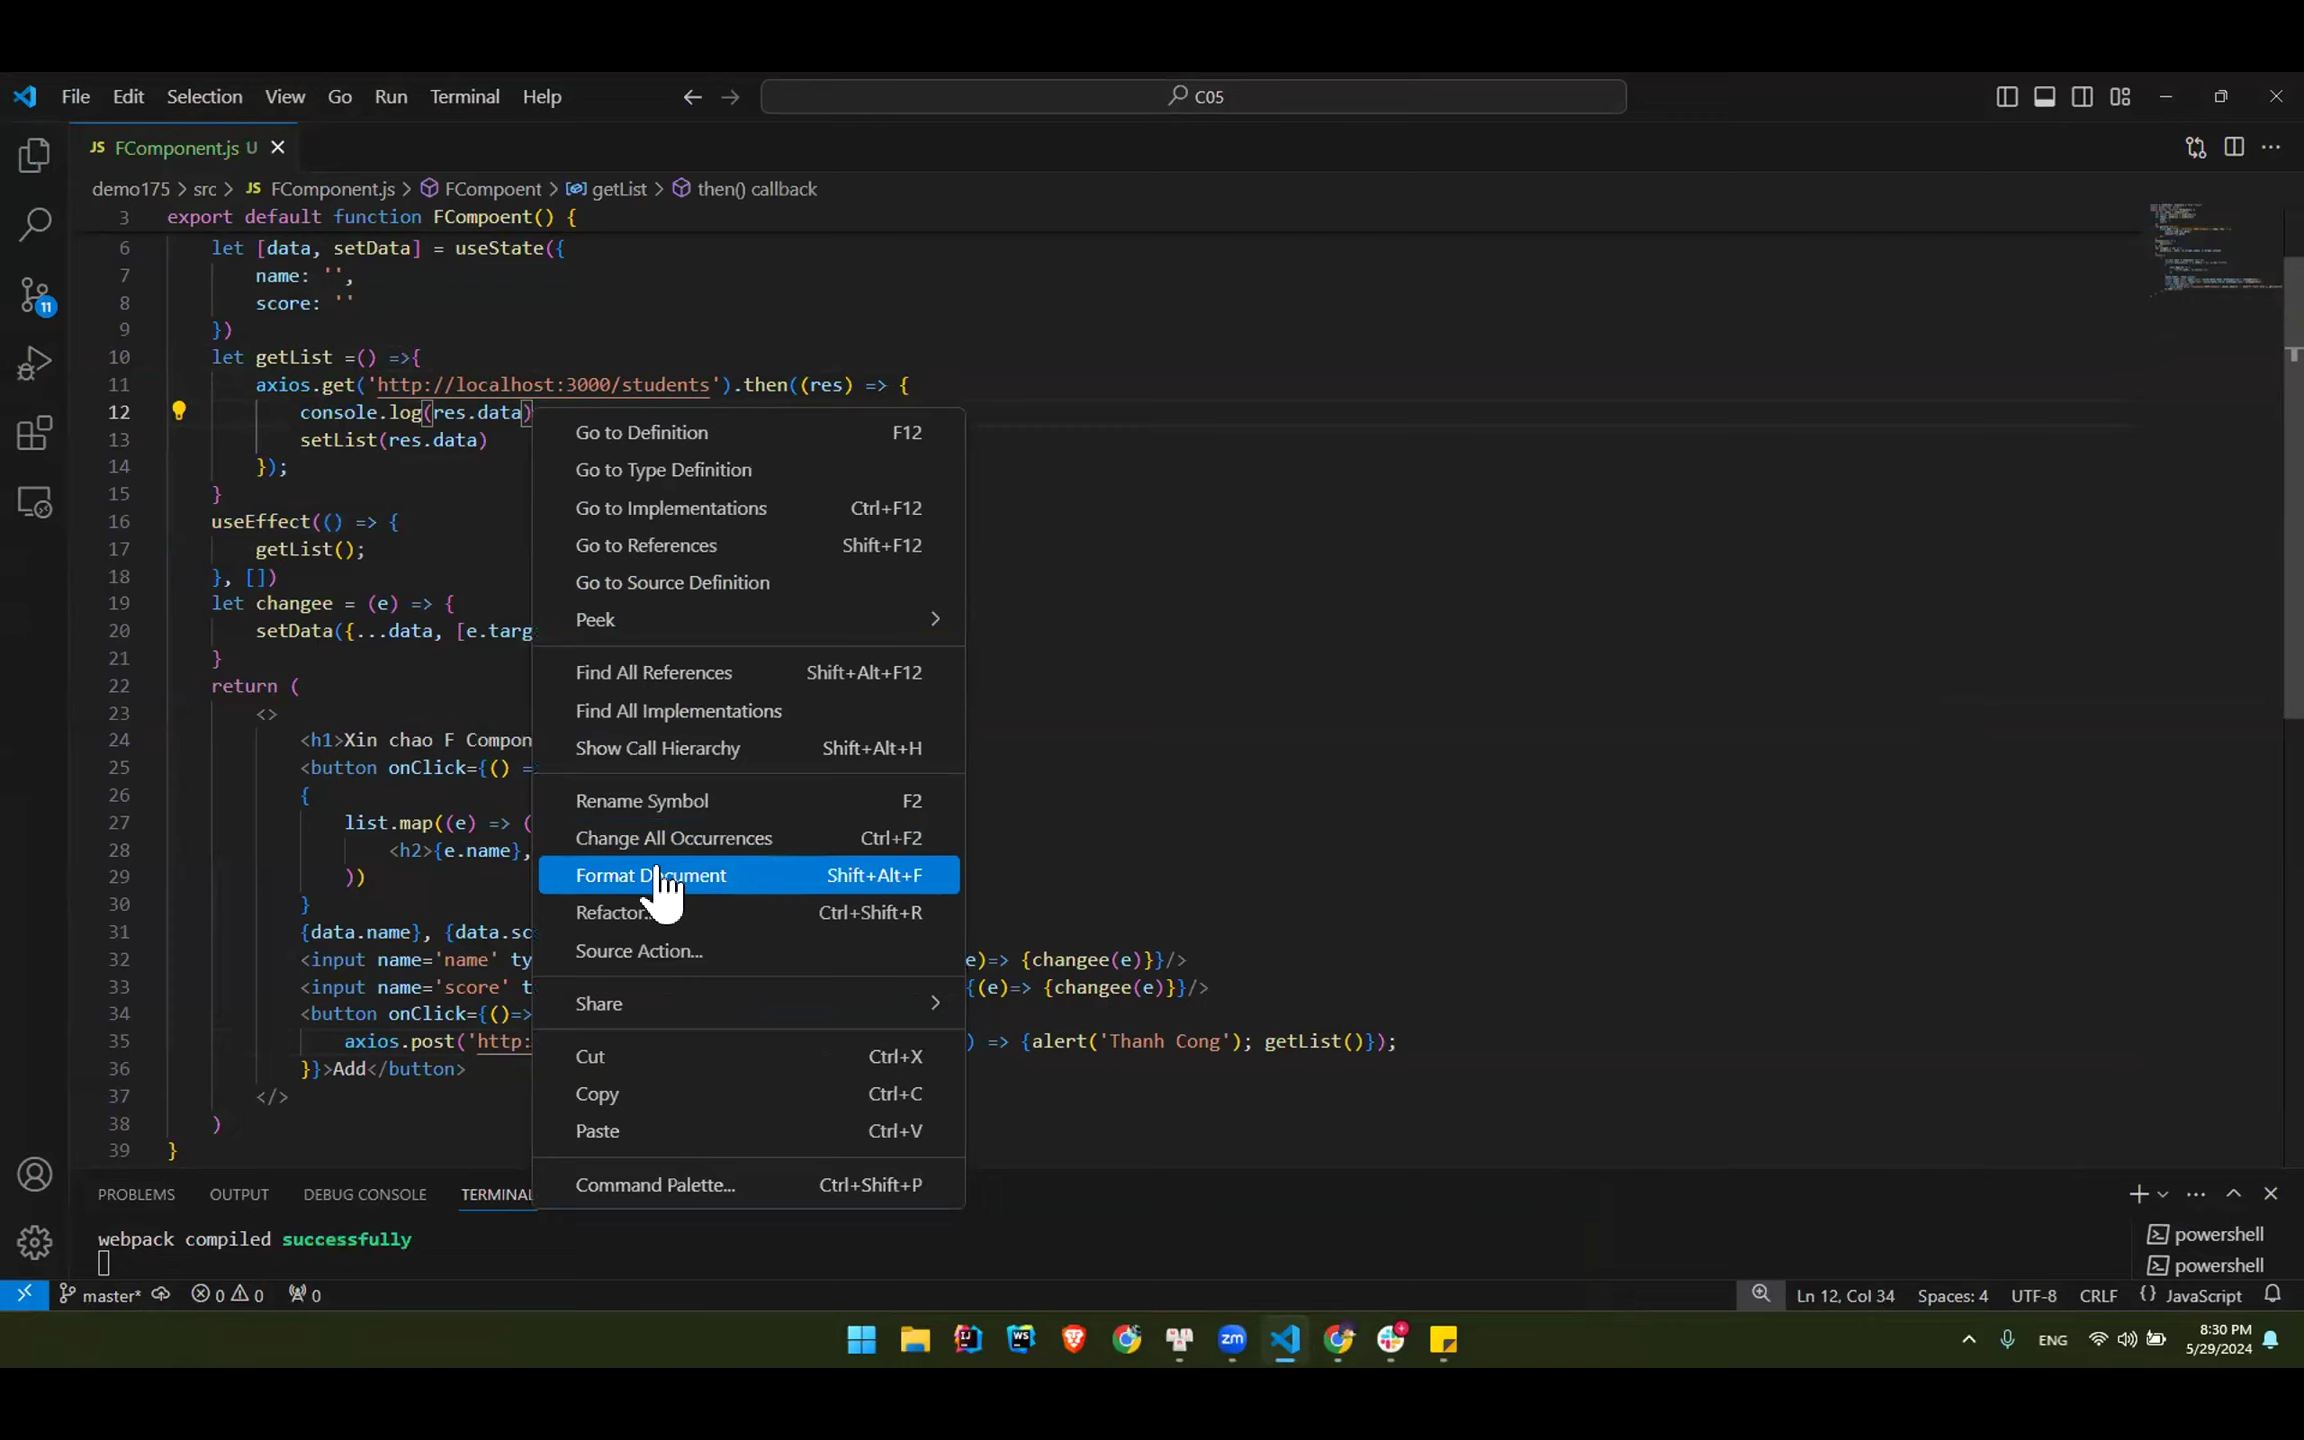 File Edit Selection View Go Run Terminal Help
C05
JS FComponent.js U
demo175 > src > JS FComponent.js > FCompoent > getList > then() callback
3 export default function FCompoent() {
6 let [data, setData] = useState({
7 name: '',
8 score: ''
9 })
10 let getList =() =>{
11 axios.get('http://localhost:3000/students').then((res) => {
12 console.log(res.data)
13 setList(res.data)
14 });
15 }
16 useEffect(() => {
17 getList();
18 }, [])
19 let changee = (e) => {
20 setData({...data, [e.targ
21 }
22 return (
23 <>
24 <h1>Xin chao F Compon
25 <button onClick={() =
26 {
27 list.map((e) => (
28 <h2>{e.name},
29 ))
30 }
31 {data.name}, {data.sc
32 <input name='name' ty e)=> {changee(e)}}/>
33 <input name='score' t {(e)=> {changee(e)}}/>
34 <button onClick={()=>
35 axios.post('http: ) => {alert('Thanh Cong'); getList()});
36 }}>Add</button>
37 </>
38 )
39 }
Go to Definition F12
Go to Type Definition
Go to Implementations Ctrl+F12
Go to References Shift+F12
Go to Source Definition
Peek
Find All References Shift+Alt+F12
Find All Implementations
Show Call Hierarchy Shift+Alt+H
Rename Symbol F2
Change All Occurrences Ctrl+F2
Format Document Shift+Alt+F
Refactor... Ctrl+Shift+R
Source Action...
Share
Cut Ctrl+X
Copy Ctrl+C
Paste Ctrl+V
Command Palette... Ctrl+Shift+P
11
PROBLEMS OUTPUT DEBUG CONSOLE TERMINAL
webpack compiled successfully
powershell
powershell
master* 0 0 0 Ln 12, Col 34 Spaces: 4 UTF-8 CRLF {} JavaScript
IJ WS zm ENG 8:30 PM
5/29/2024